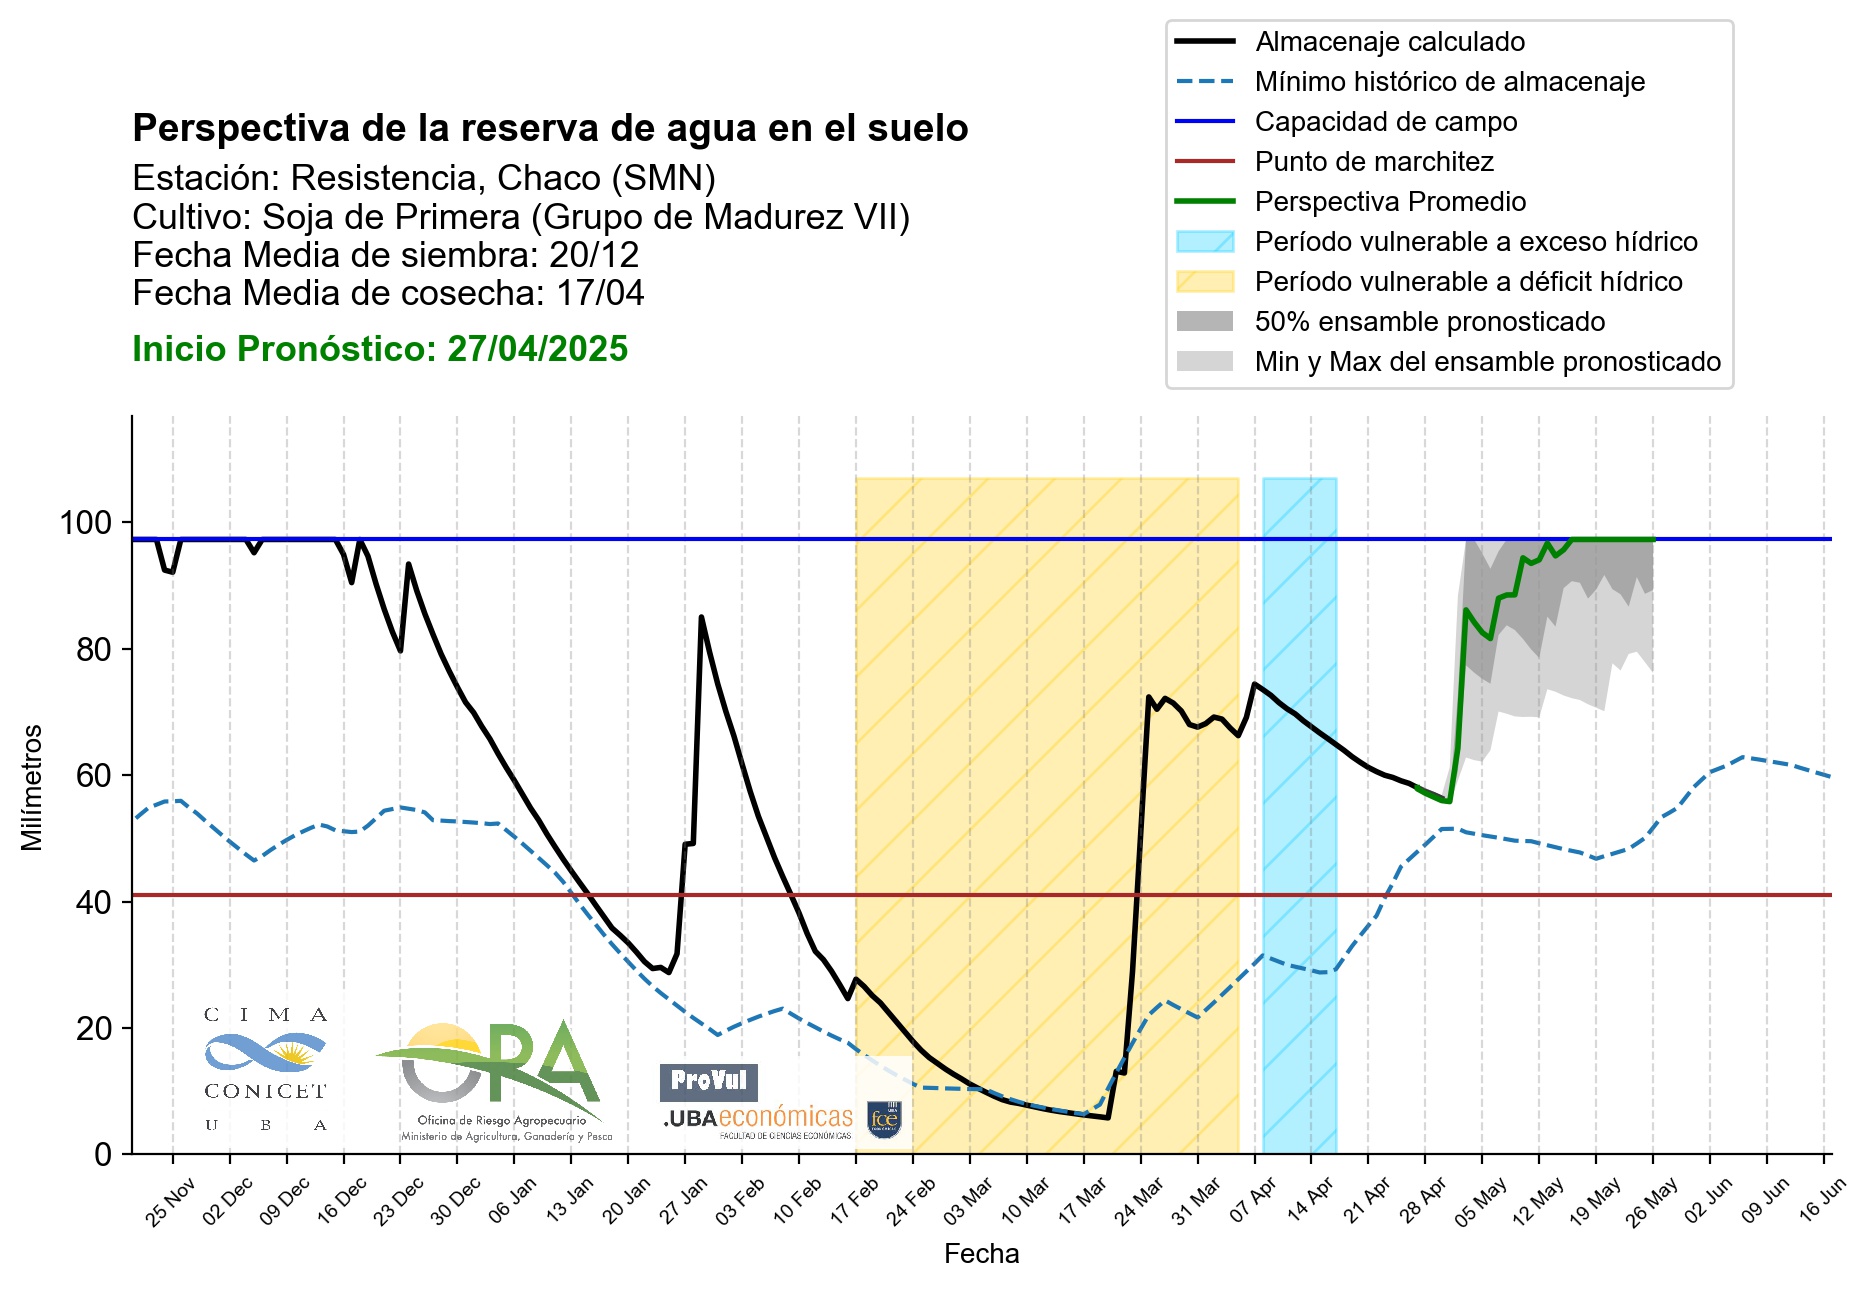 Almacenaje calculado
Mínimo histórico de almacenaje
Capacidad de campo
Punto de marchitez
Perspectiva Promedio
Período vulnerable a exceso hídrico
Período vulnerable a déficit hídrico
50% ensamble pronosticado
Min y Max del ensamble pronosticado
Perspectiva de la reserva de agua en el suelo
Estación: Resistencia, Chaco (SMN)
Cultivo: Soja de Primera (Grupo de Madurez VII)
Fecha Media de siembra: 20/12
Fecha Media de cosecha: 17/04
Inicio Pronóstico: 27/04/2025
Milímetros
100
80
60
40
20
0
CIMA
CONICET
UBA
ORA
Oficina de Riesgo Agropecuario
Ministerio de Agricultura, Ganadería y Pesca
ProVul
.UBAeconómicas
FACULTAD DE CIENCIAS ECONÓMICAS
UBA
fce
25 Nov
02 Dec
09 Dec
16 Dec
23 Dec
30 Dec
06 Jan
13 Jan
20 Jan
27 Jan
03 Feb
10 Feb
17 Feb
24 Feb
03 Mar
10 Mar
17 Mar
24 Mar
31 Mar
07 Apr
14 Apr
21 Apr
28 Apr
05 May
12 May
19 May
26 May
02 Jun
09 Jun
16 Jun
Fecha